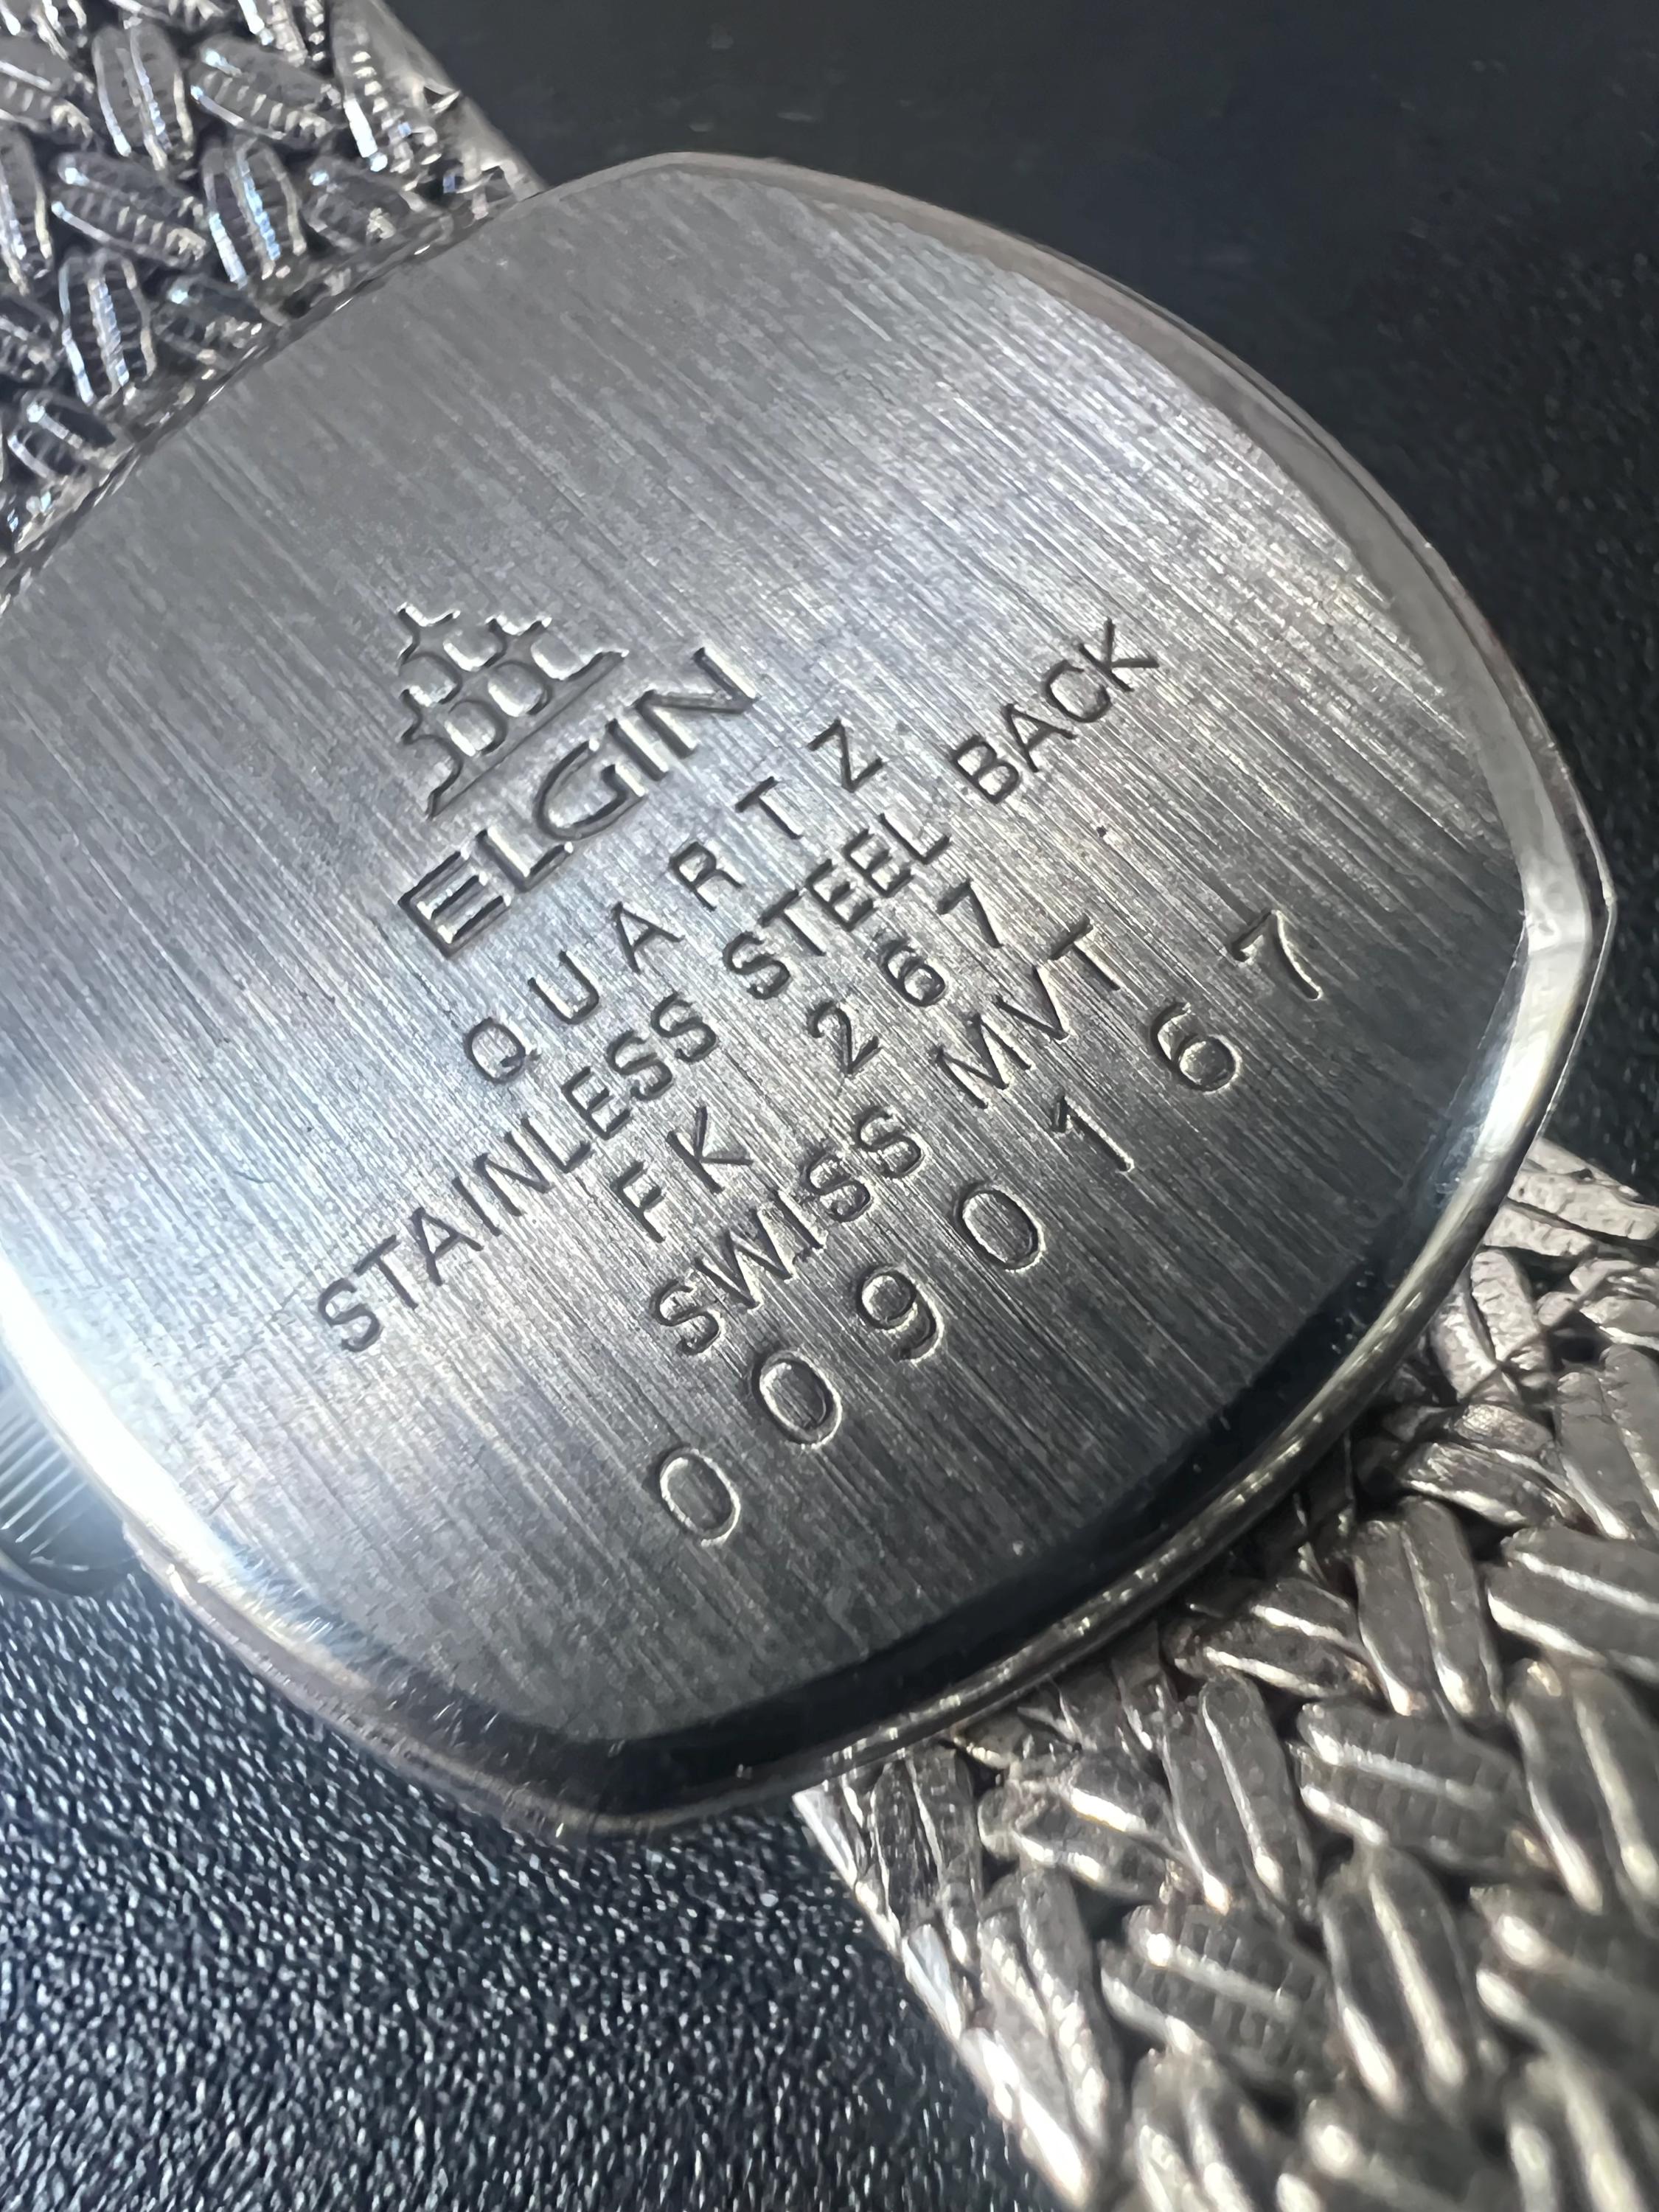 ELGIN
QUARTZ
STAINLESS STEEL BACK
FK 267
SWISS MVT
0090167